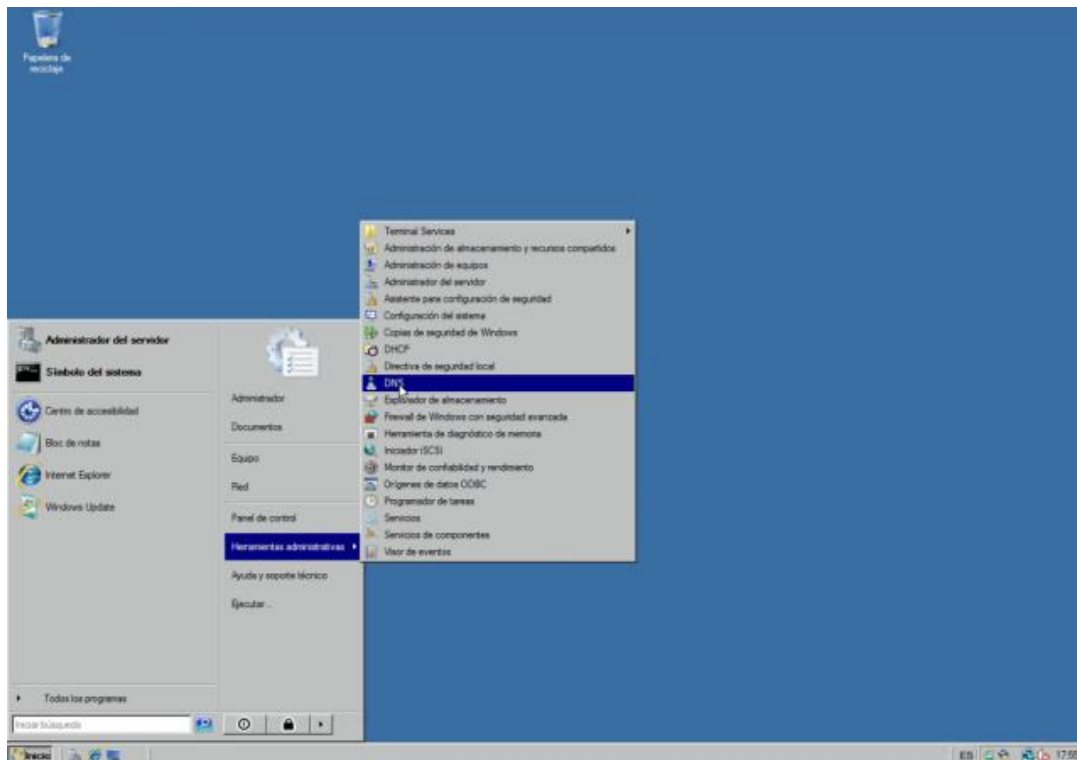 Papelera de
reciclaje
Terminal Services
Administración de almacenamiento y recursos compartidos
Administración de equipos
Administrador del servidor
Asistente para configuración de seguridad
Configuración del sistema
Copias de seguridad de Windows
DHCP
Directiva de seguridad local
DNS
Explorador de almacenamiento
Firewall de Windows con seguridad avanzada
Herramienta de diagnóstico de memoria
Iniciador iSCSI
Monitor de confiabilidad y rendimiento
Orígenes de datos ODBC
Programador de tareas
Servicios
Servicios de componentes
Visor de eventos
Administrador del servidor
Símbolo del sistema
Centro de accesibilidad
Bloc de notas
Internet Explorer
Windows Update
Todos los programas
Iniciar búsqueda
Administrador
Documentos
Equipo
Red
Panel de control
Herramientas administrativas
Ayuda y soporte técnico
Ejecutar...
Inicio
ES
17:55